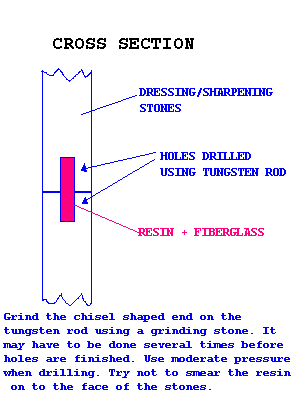 CROSS SECTION
DRESSING/SHARPENING
STONES
HOLES DRILLED
USING TUNGSTEN ROD
RESIN + FIBERGLASS
Grind the chisel shaped end on the
tungsten rod using a grinding stone. It
may have to be done several times before
holes are finished. Use moderate pressure
when drilling. Try not to smear the resin
on to the face of the stones.